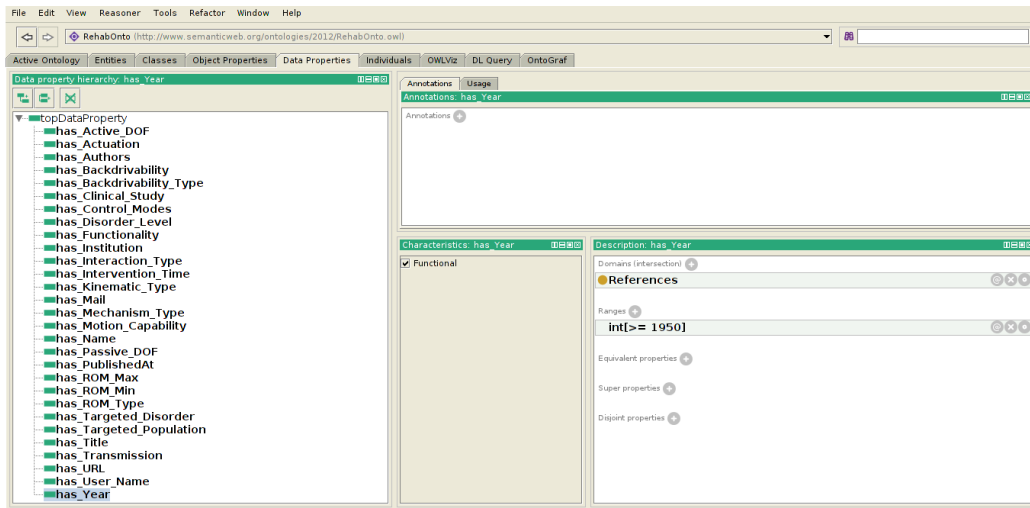 File Edit View Reasoner Tools Refactor Window Help
RehabOnto (http://www.semanticweb.org/ontologies/2012/RehabOnto.owl)
Active Ontology Entities Classes Object Properties Data Properties Individuals OWLViz DL Query OntoGraf
Data property hierarchy: has_Year
topDataProperty
has_Active_DOF
has_Actuation
has_Authors
has_Backdrivability
has_Backdrivability_Type
has_Clinical_Study
has_Control_Modes
has_Disorder_Level
has_Functionality
has_Institution
has_Interaction_Type
has_Intervention_Time
has_Kinematic_Type
has_Mail
has_Mechanism_Type
has_Motion_Capability
has_Name
has_Passive_DOF
has_PublishedAt
has_ROM_Max
has_ROM_Min
has_ROM_Type
has_Targeted_Disorder
has_Targeted_Population
has_Title
has_Transmission
has_URL
has_User_Name
has_Year
Annotations Usage
Annotations: has_Year
Annotations
Characteristics: has_Year
Functional
Description: has_Year
Domains (intersection)
References
Ranges
int[>= 1950]
Equivalent properties
Super properties
Disjoint properties